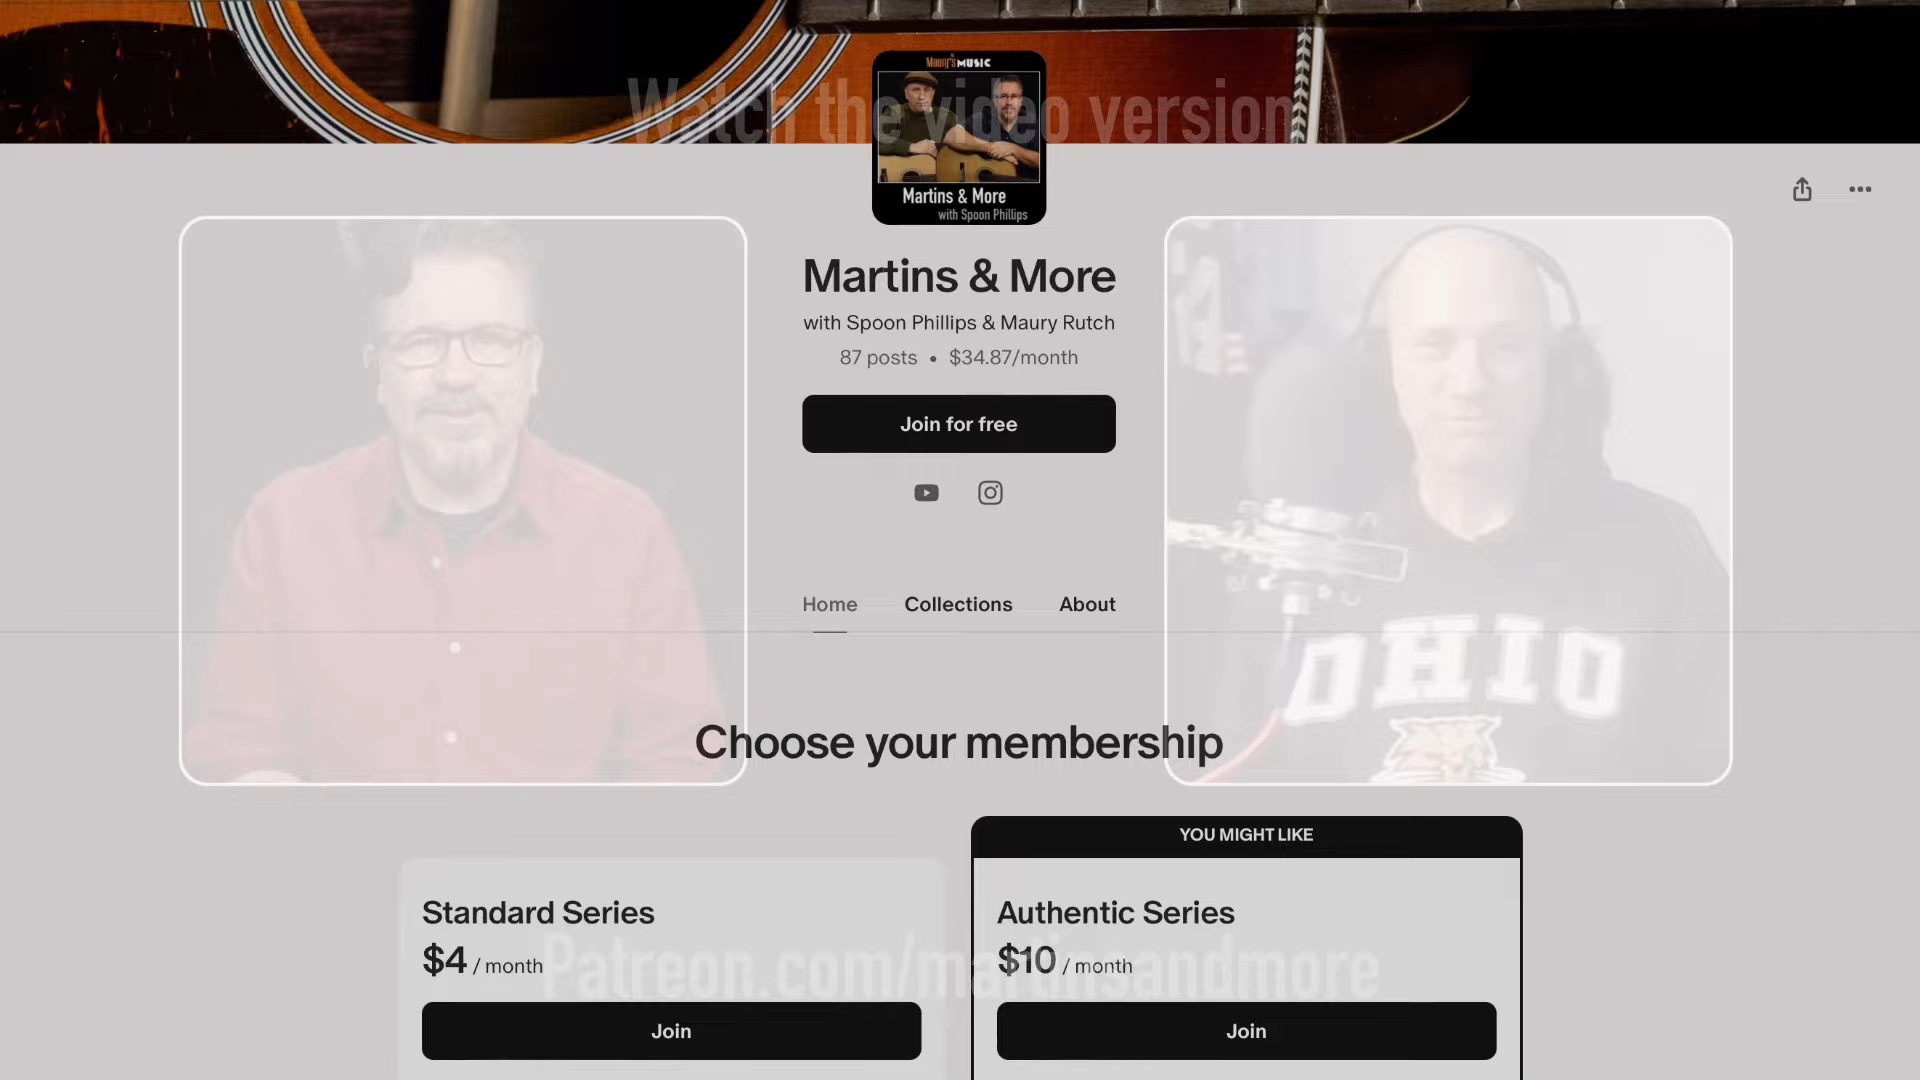 Watch the video version
Maury's MUSIC
Martins & More
with Spoon Phillips
Martins & More
with Spoon Phillips & Maury Rutch
87 posts • $34.87/month
Join for free
Home
Collections
About
OHIO
Choose your membership
YOU MIGHT LIKE
Standard Series
$4 / month
Join
Authentic Series
$10 / month
Join
Patreon.com/martinsandmore